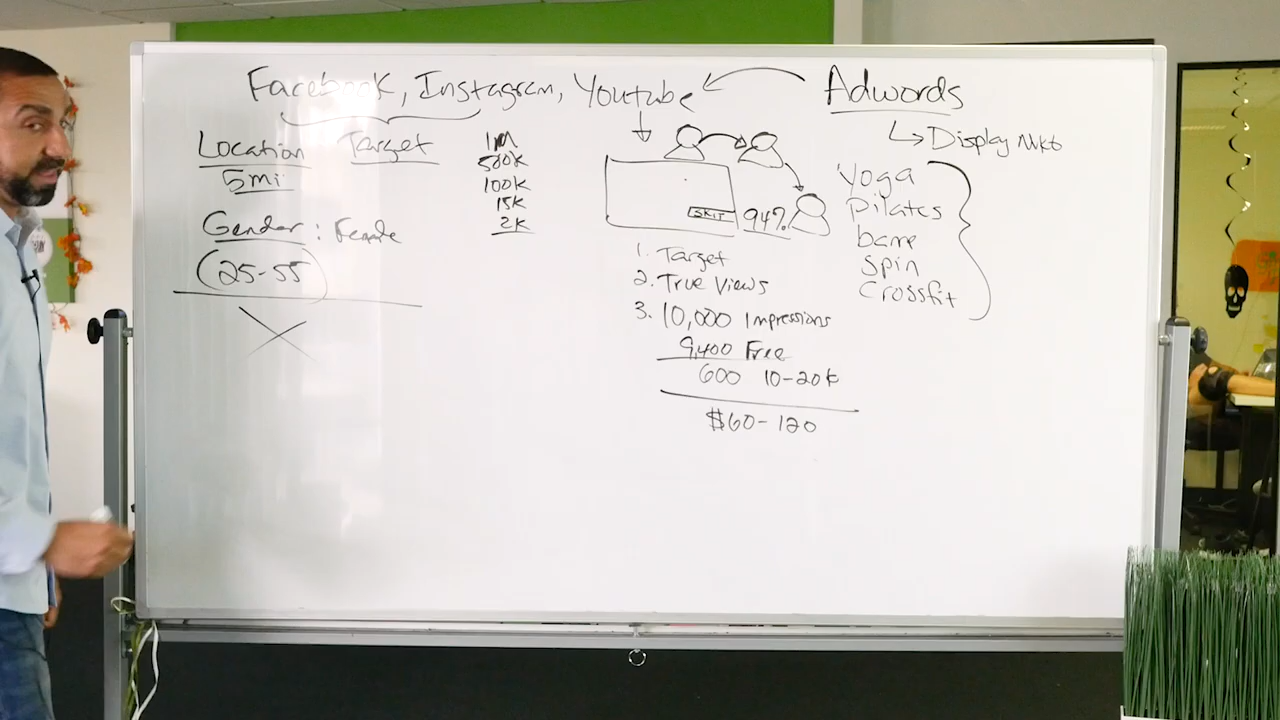 Facebook, Instagram, Youtube
Adwords
Display Nwkt
Location
5mi
Target
Gender: Female
(25-55)
1M
500K
100K
15K
2K
SKIP
94%
1. Target
2. True Views
3. 10,000 Impressions
9,400 Free
600 10-20¢
$60-120
Yoga
Pilates
barre
Spin
Crossfit